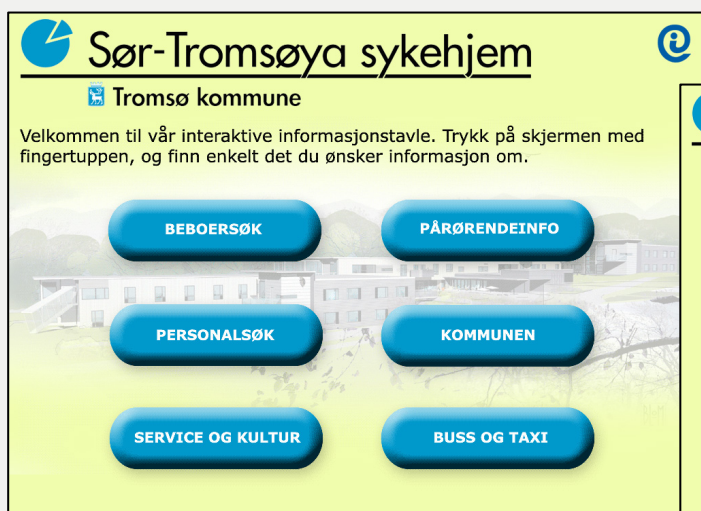 Sør-Tromsøya sykehjem
Tromsø kommune
Velkommen til vår interaktive informasjonstavle. Trykk på skjermen med
fingertuppen, og finn enkelt det du ønsker informasjon om.
BEBOERSØK
PÅRØRENDEINFO
PERSONALSØK
KOMMUNEN
SERVICE OG KULTUR
BUSS OG TAXI